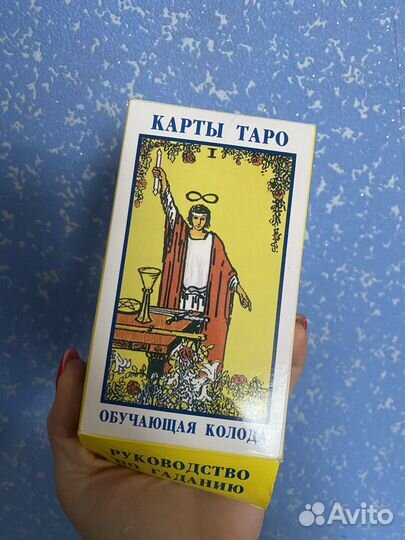 КАРТЫ ТАРО
I
ОБУЧАЮЩАЯ КОЛОДА
РУКОВОДСТВО
ПО ГАДАНИЮ
Avito